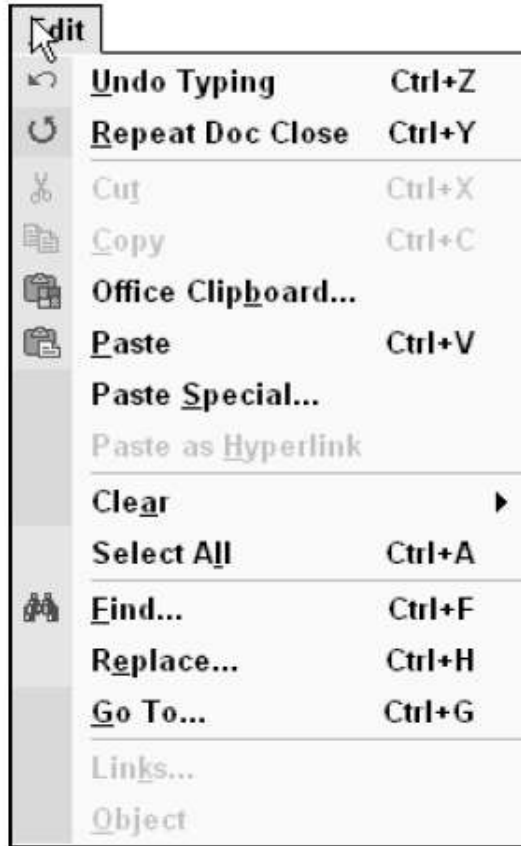 Edit
Undo Typing Ctrl+Z
Repeat Doc Close Ctrl+Y
Cut Ctrl+X
Copy Ctrl+C
Office Clipboard...
Paste Ctrl+V
Paste Special...
Paste as Hyperlink
Clear
Select All Ctrl+A
Find... Ctrl+F
Replace... Ctrl+H
Go To... Ctrl+G
Links...
Object